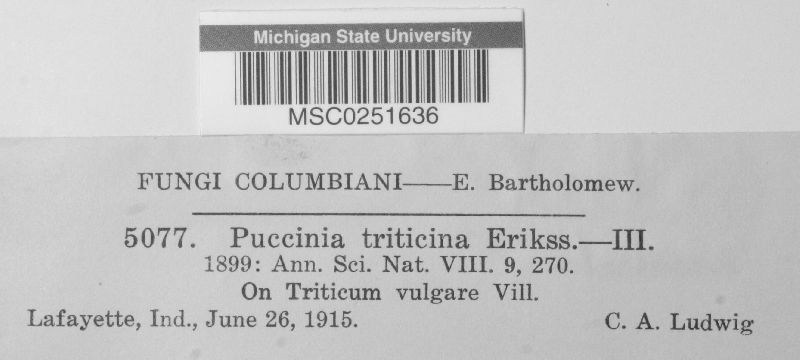 Michigan State University
MSC0251636
FUNGI COLUMBIANI—E. Bartholomew.
5077. Puccinia triticina Erikss.—III.
1899: Ann. Sci. Nat. VIII. 9, 270.
On Triticum vulgare Vill.
Lafayette, Ind., June 26, 1915. C. A. Ludwig